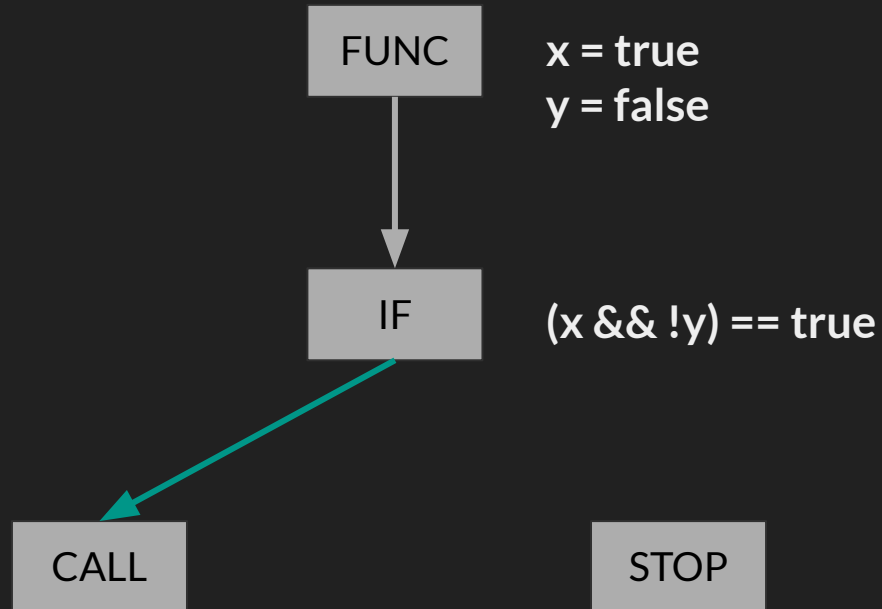 FUNC
x = true
y = false
IF
(x && !y) == true
CALL
STOP